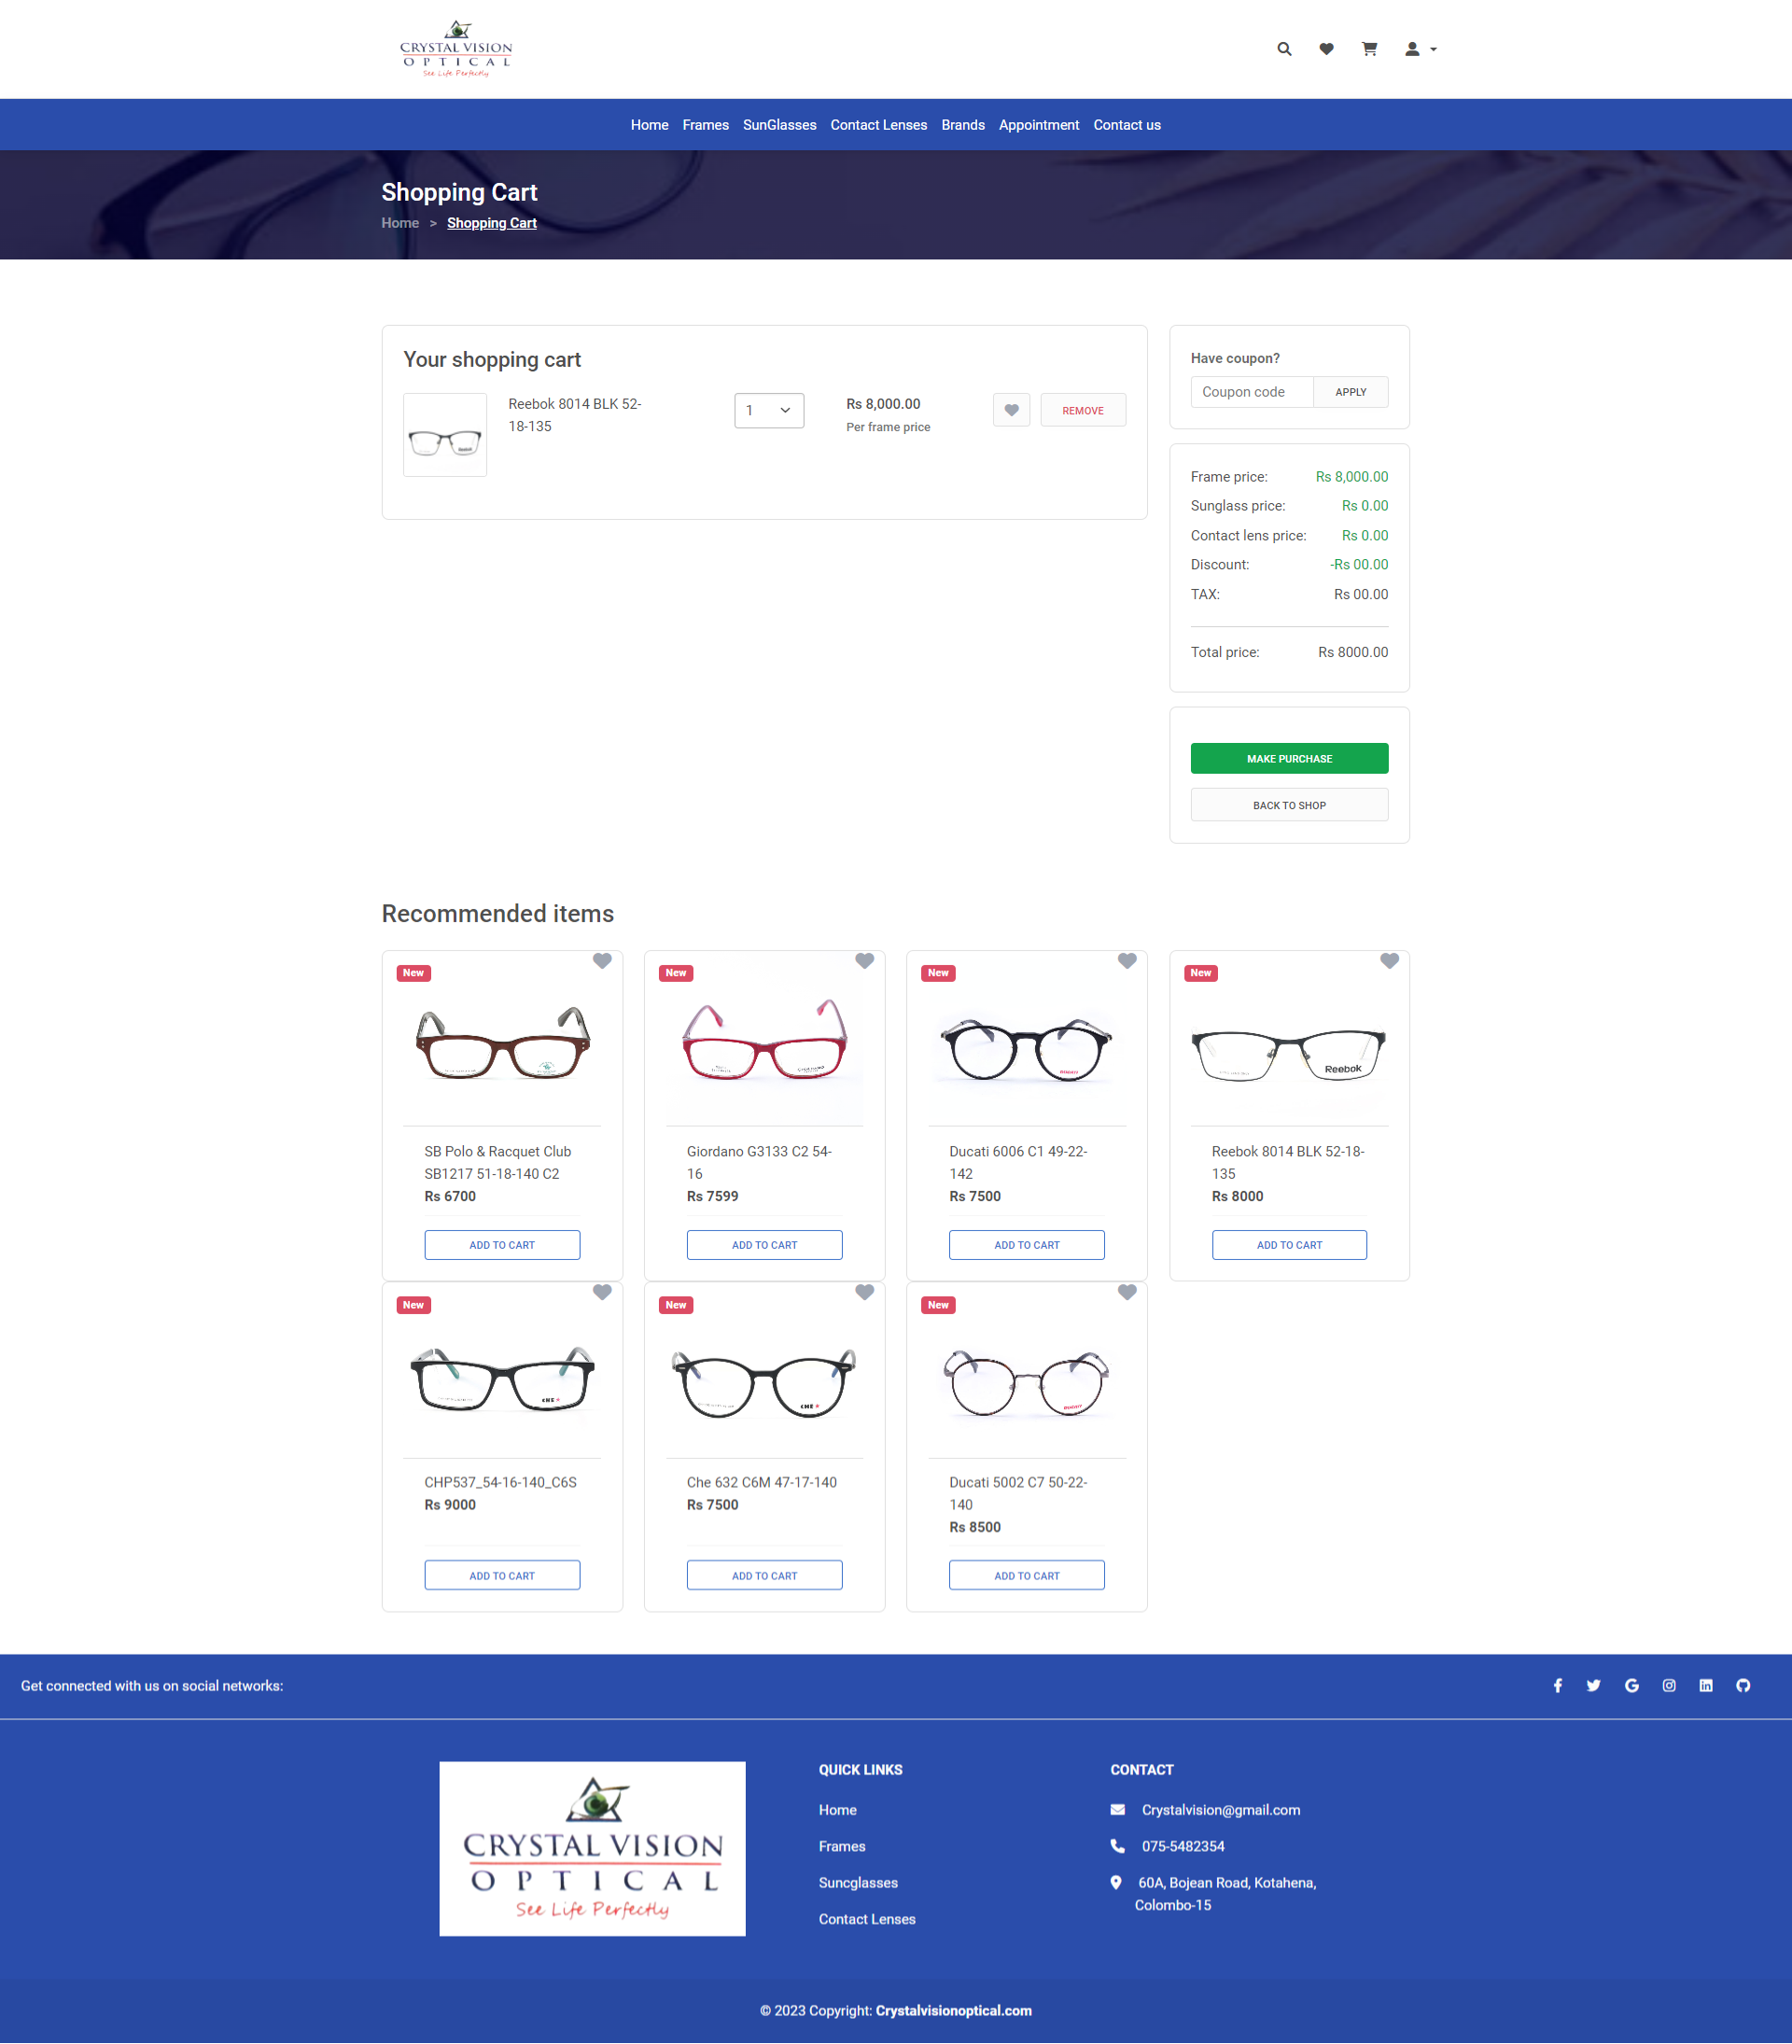 CRYSTAL VISION
OPTICAL
See Life Perfectly
Home Frames SunGlasses Contact Lenses Brands Appointment Contact us
Shopping Cart
Home > Shopping Cart
Your shopping cart
Reebok 8014 BLK 52-
18-135
1
Rs 8,000.00
Per frame price
REMOVE
Have coupon?
Coupon code APPLY
Frame price: Rs 8,000.00
Sunglass price: Rs 0.00
Contact lens price: Rs 0.00
Discount: -Rs 00.00
TAX: Rs 00.00
Total price: Rs 8000.00
MAKE PURCHASE
BACK TO SHOP
Recommended items
New
SB Polo & Racquet Club
SB1217 51-18-140 C2
Rs 6700
ADD TO CART
New
Giordano G3133 C2 54-
16
Rs 7599
ADD TO CART
New
DUCATI
Ducati 6006 C1 49-22-
142
Rs 7500
ADD TO CART
New
Reebok
Reebok 8014 BLK 52-18-
135
Rs 8000
ADD TO CART
New
CHE
CHP537_54-16-140_C6S
Rs 9000
ADD TO CART
New
CHE
Che 632 C6M 47-17-140
Rs 7500
ADD TO CART
New
DUCATI
Ducati 5002 C7 50-22-
140
Rs 8500
ADD TO CART
Get connected with us on social networks:
CRYSTAL VISION
OPTICAL
See Life Perfectly
QUICK LINKS
Home
Frames
Suncglasses
Contact Lenses
CONTACT
Crystalvision@gmail.com
075-5482354
60A, Bojean Road, Kotahena,
Colombo-15
© 2023 Copyright: Crystalvisionoptical.com